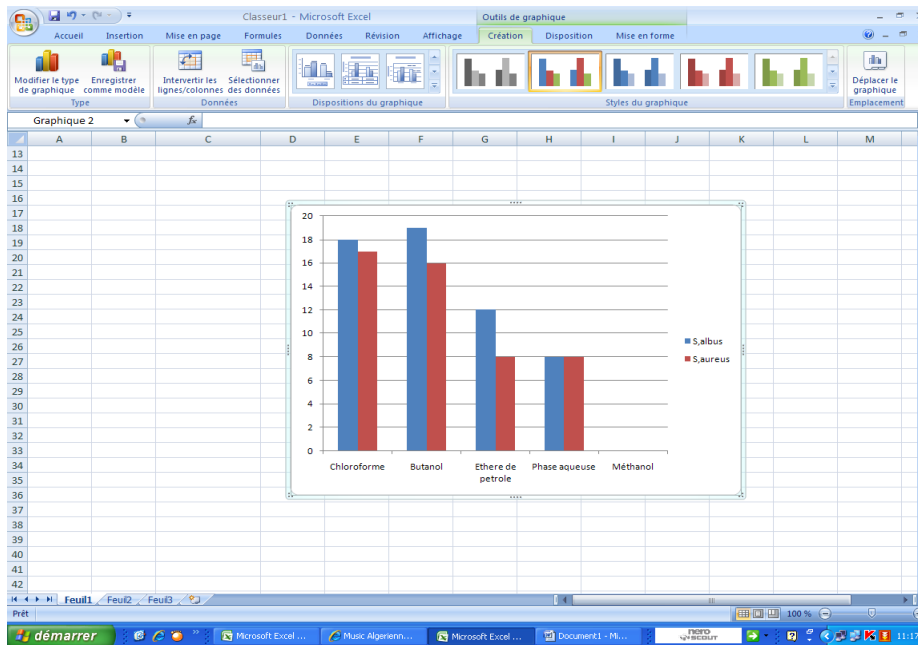 Classeur1 - Microsoft Excel
Outils de graphique
Accueil Insertion Mise en page Formules Données Révision Affichage Création Disposition Mise en forme
Modifier le type de graphique
Enregistrer comme modèle
Intervertir les lignes/colonnes
Sélectionner des données
Déplacer le graphique
Type Données Dispositions du graphique Styles du graphique Emplacement
Graphique 2 fx
A B C D E F G H I J K L M
13
14
15
16
17
18
19
20
21
22
23
24
25
26
27
28
29
30
31
32
33
34
35
36
37
38
39
40
41
42
20
18
16
14
12
10
8
6
4
2
0
Chloroforme Butanol Ethere de petrole Phase aqueuse Méthanol
S,albus
S,aureus
Feuil1 Feuil2 Feuil3
Prêt 100 %
démarrer Microsoft Excel ... Music Algerienn... Microsoft Excel ... Document1 - Mi... nero SCOUT 11:17